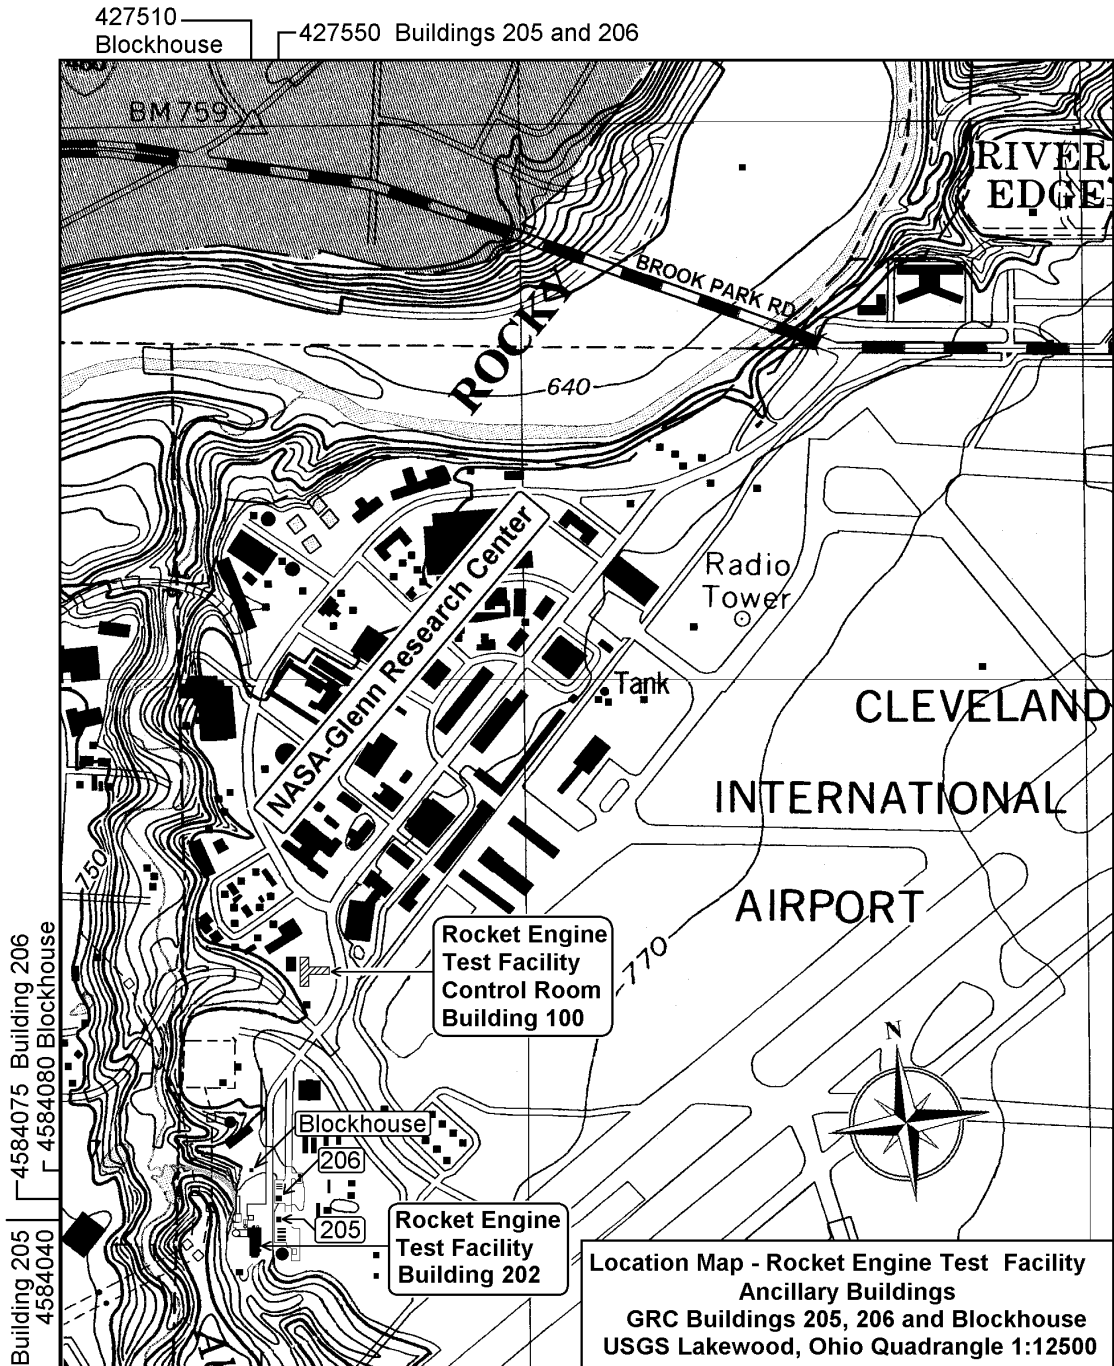 427510
Blockhouse
427550 Buildings 205 and 206
BM 759
RIVER
EDGE
BROOK PARK RD
ROCKY
640
Radio
Tower
NASA-Glenn Research Center
Tank
CLEVELAND
INTERNATIONAL
AIRPORT
750
770
Rocket Engine
Test Facility
Control Room
Building 100
N
4584075 Building 206
4584080 Blockhouse
Blockhouse
206
205
Rocket Engine
Test Facility
Building 202
Building 205
4584040
Location Map - Rocket Engine Test Facility
Ancillary Buildings
GRC Buildings 205, 206 and Blockhouse
USGS Lakewood, Ohio Quadrangle 1:12500